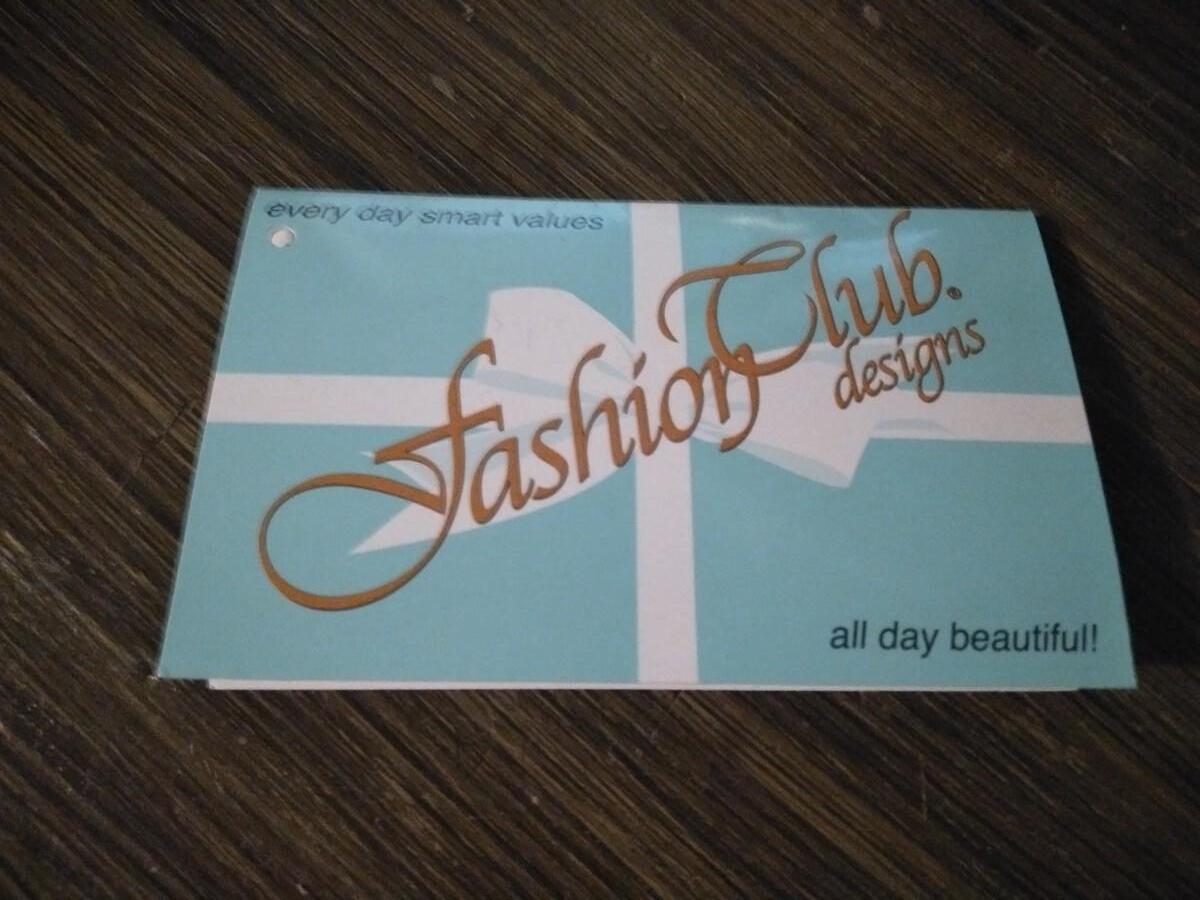 every day smart values
Fashion Club.®
designs
all day beautiful!